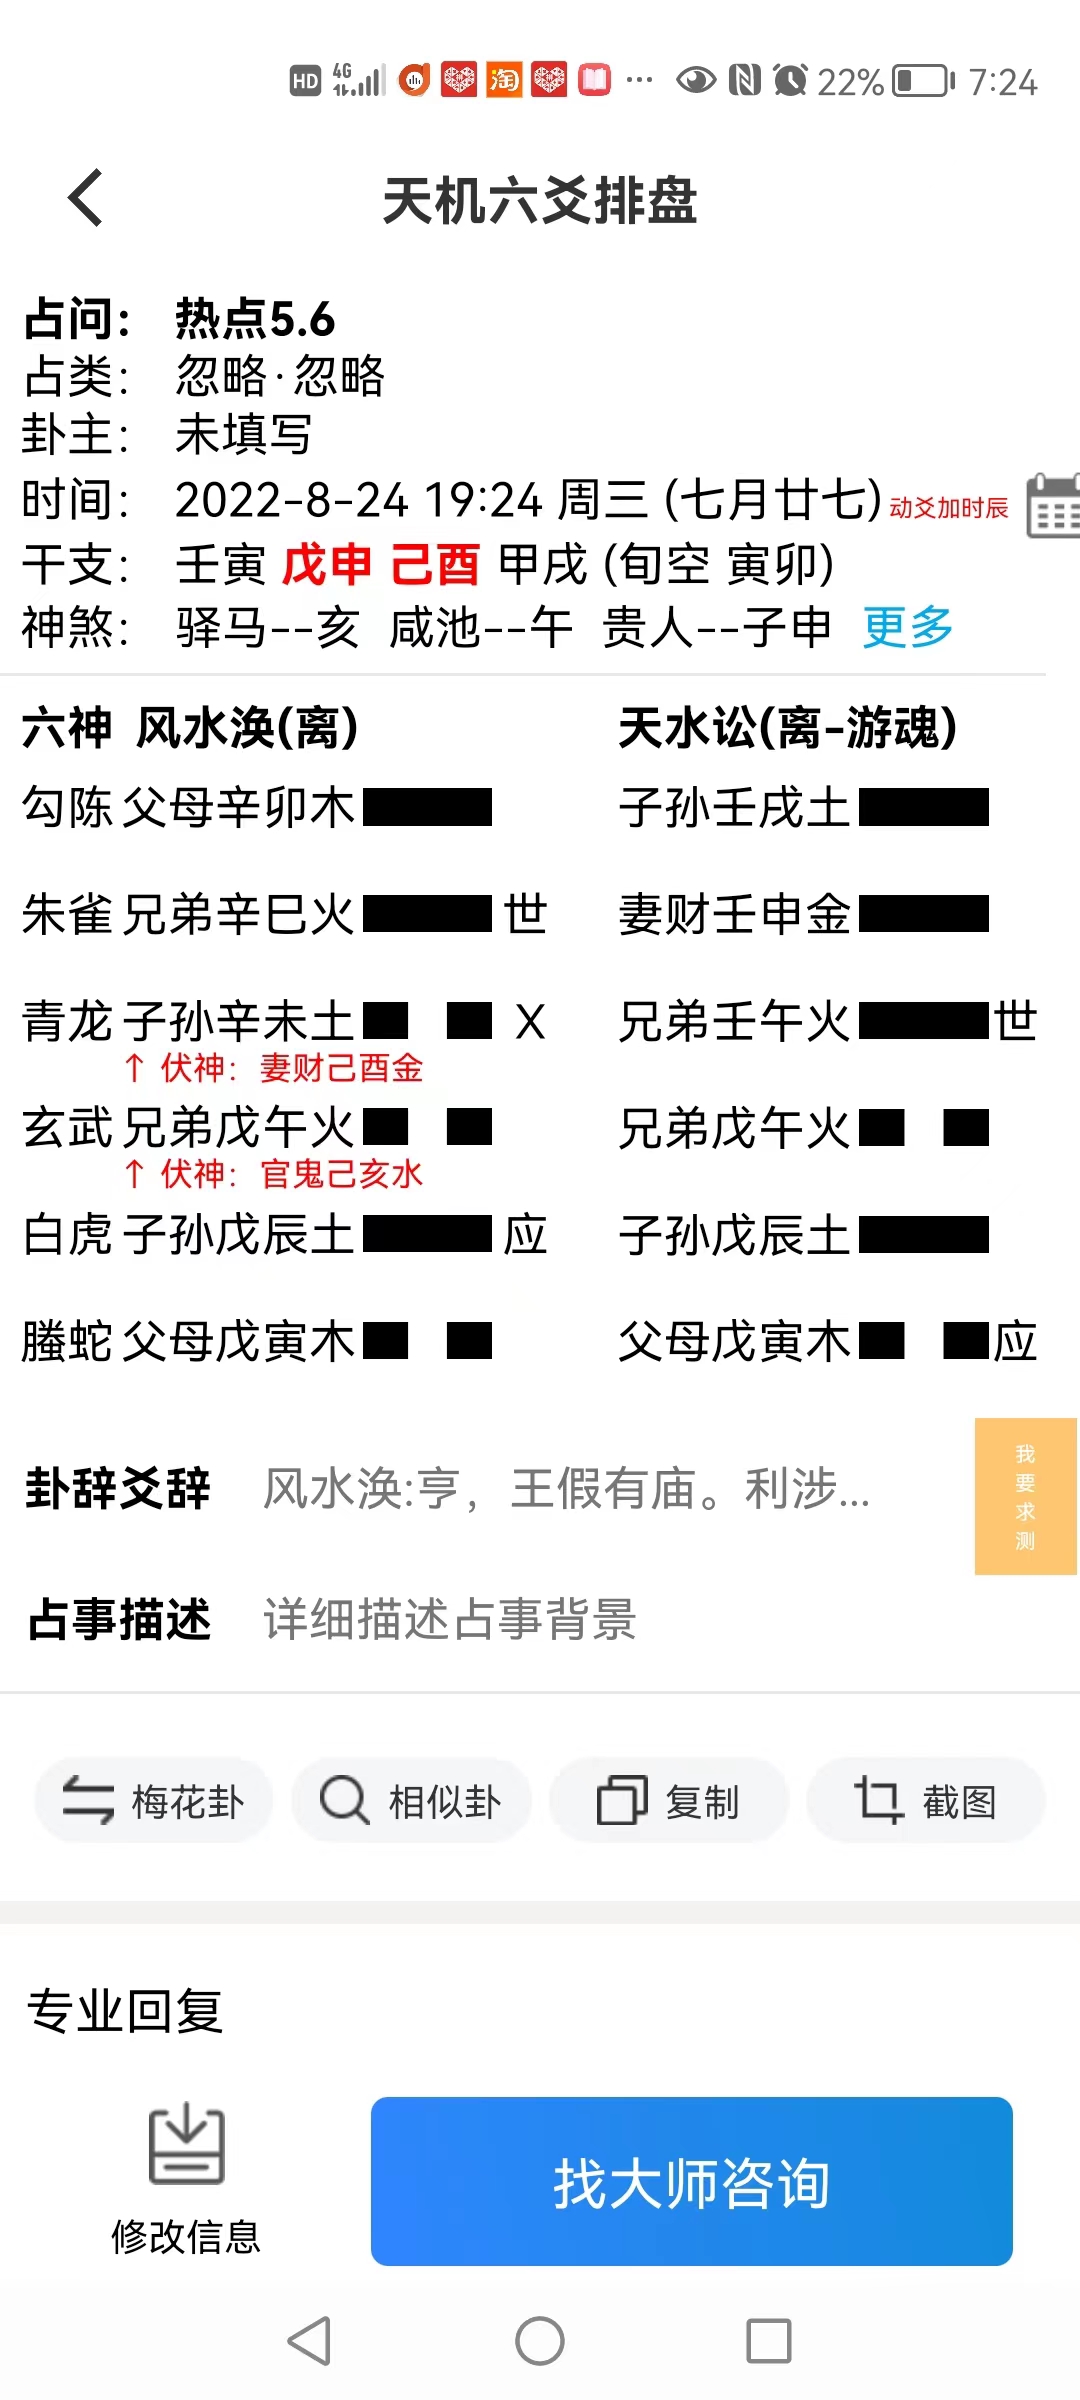 HD 4G 淘 ··· 22% 7:24
天机六爻排盘
占问： 热点5.6
占类： 忽略·忽略
卦主： 未填写
时间： 2022-8-24 19:24 周三 (七月廿七) 动爻加时辰
干支： 壬寅 戊申 己酉 甲戌 (旬空 寅卯)
神煞： 驿马--亥 咸池--午 贵人--子申 更多
六神 风水涣(离) 天水讼(离-游魂)
勾陈 父母辛卯木 子孙壬戌土
朱雀 兄弟辛巳火 世 妻财壬申金
青龙 子孙辛未土 X 兄弟壬午火 世
↑ 伏神：妻财己酉金
玄武 兄弟戊午火 兄弟戊午火
↑ 伏神：官鬼己亥水
白虎 子孙戊辰土 应 子孙戊辰土
螣蛇 父母戊寅木 父母戊寅木 应
我要求测
卦辞爻辞 风水涣:亨，王假有庙。利涉...
占事描述 详细描述占事背景
梅花卦 相似卦 复制 截图
专业回复
修改信息 找大师咨询